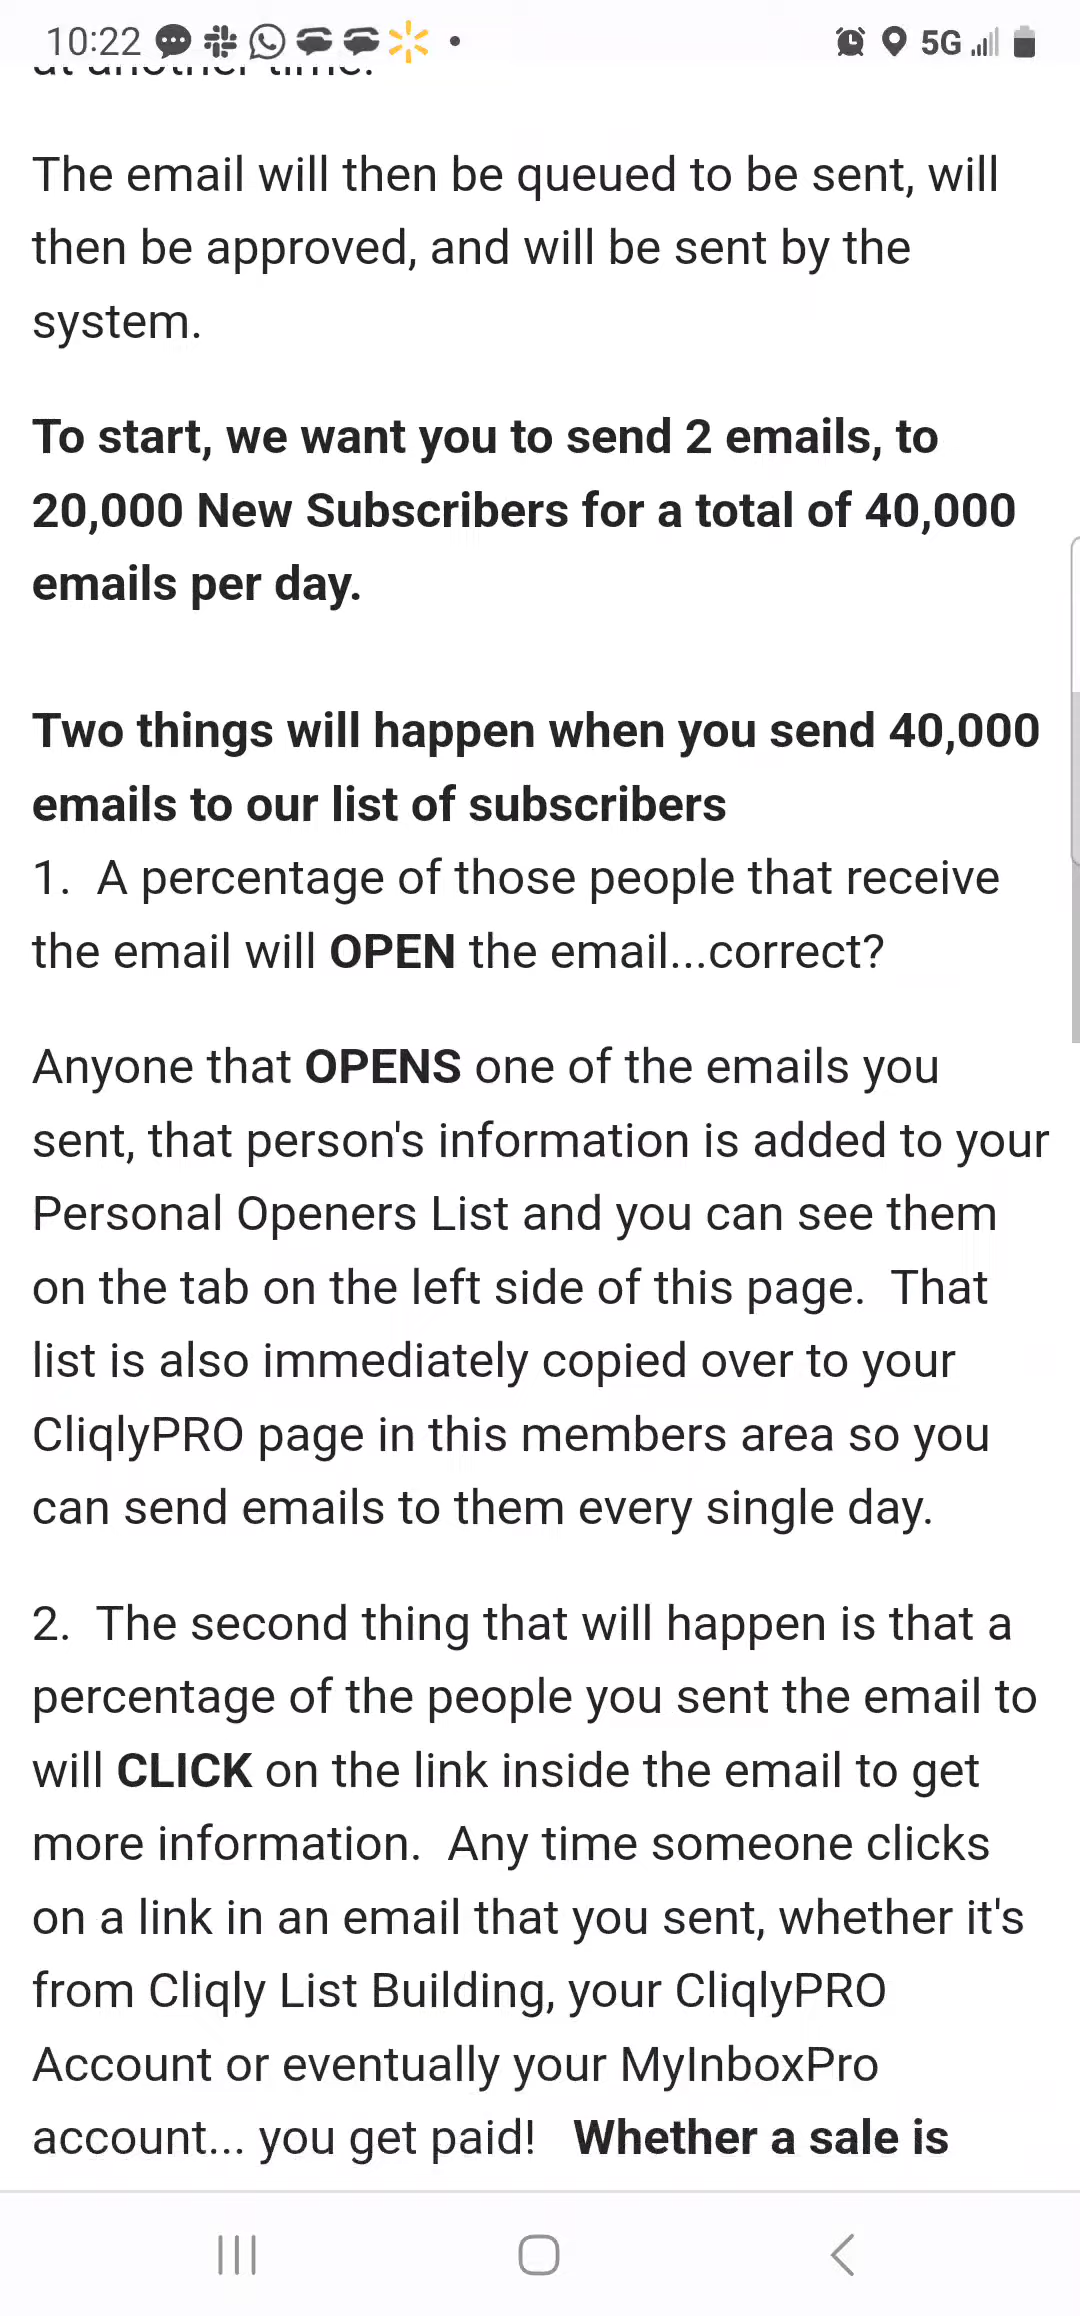 10:22
5G
at another time.
The email will then be queued to be sent, will
then be approved, and will be sent by the
system.
To start, we want you to send 2 emails, to
20,000 New Subscribers for a total of 40,000
emails per day.
Two things will happen when you send 40,000
emails to our list of subscribers
1.  A percentage of those people that receive
the email will OPEN the email...correct?
Anyone that OPENS one of the emails you
sent, that person's information is added to your
Personal Openers List and you can see them
on the tab on the left side of this page.  That
list is also immediately copied over to your
CliqlyPRO page in this members area so you
can send emails to them every single day.
2.  The second thing that will happen is that a
percentage of the people you sent the email to
will CLICK on the link inside the email to get
more information.  Any time someone clicks
on a link in an email that you sent, whether it's
from Cliqly List Building, your CliqlyPRO
Account or eventually your MyInboxPro
account... you get paid!   Whether a sale is